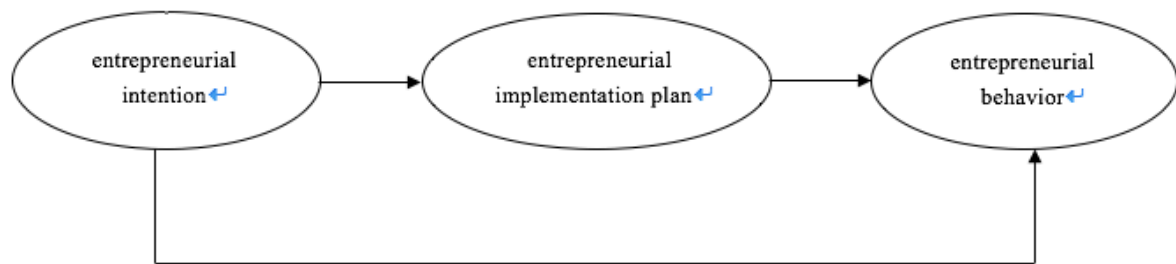 entrepreneurial
intention↵
entrepreneurial
implementation plan↵
entrepreneurial
behavior↵